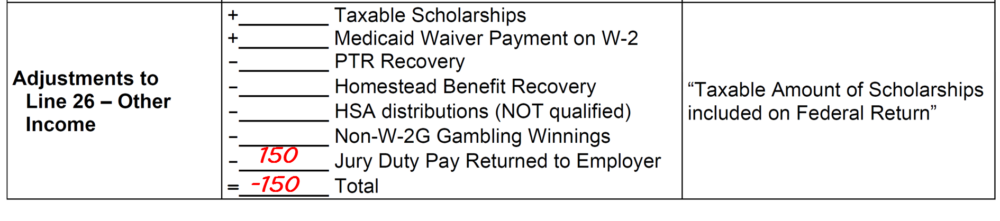 Adjustments to
Line 26 – Other
Income
+ Taxable Scholarships
+ Medicaid Waiver Payment on W-2
– PTR Recovery
– Homestead Benefit Recovery
– HSA distributions (NOT qualified)
– Non-W-2G Gambling Winnings
– 150 Jury Duty Pay Returned to Employer
= -150 Total
“Taxable Amount of Scholarships
included on Federal Return”